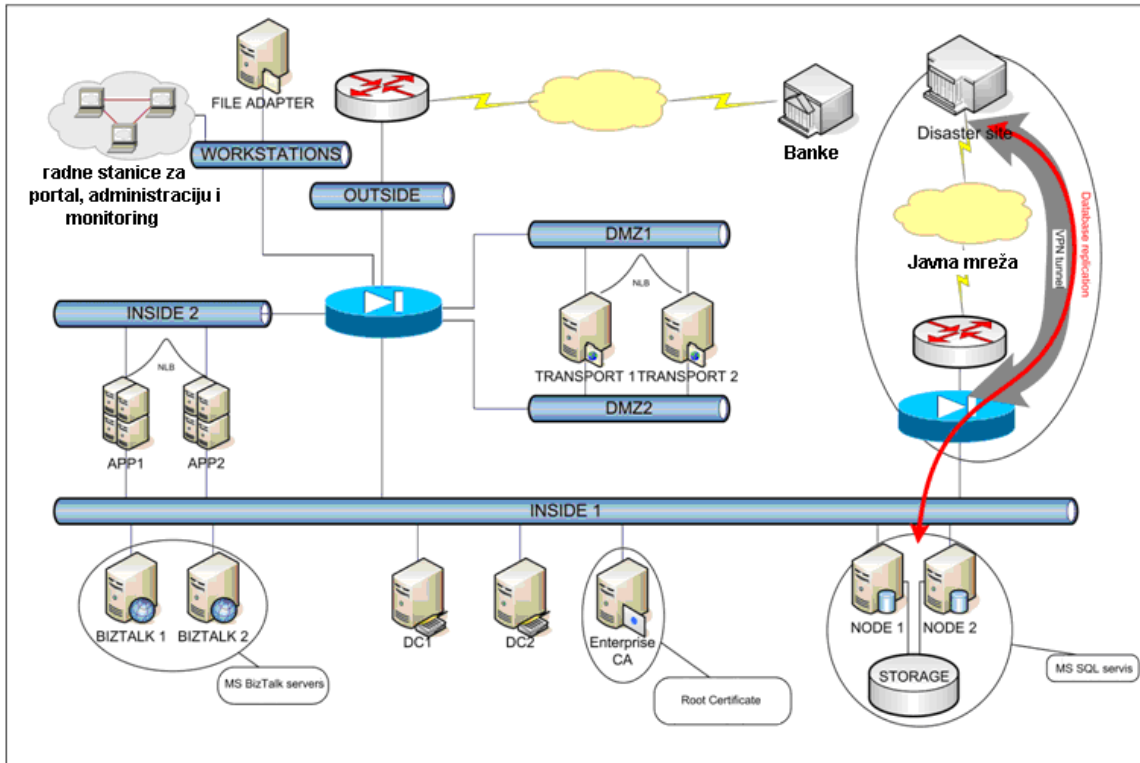 FILE ADAPTER
WORKSTATIONS
radne stanice za
portal, administraciju i
monitoring
OUTSIDE
Banke
Disaster site
Database replication
VPN tunnel
Javna mreža
DMZ1
NLB
TRANSPORT 1
TRANSPORT 2
DMZ2
INSIDE 2
NLB
APP1
APP2
INSIDE 1
BIZTALK 1
BIZTALK 2
MS BizTalk servers
DC1
DC2
Enterprise
CA
Root Certificate
NODE 1
NODE 2
STORAGE
MS SQL servis